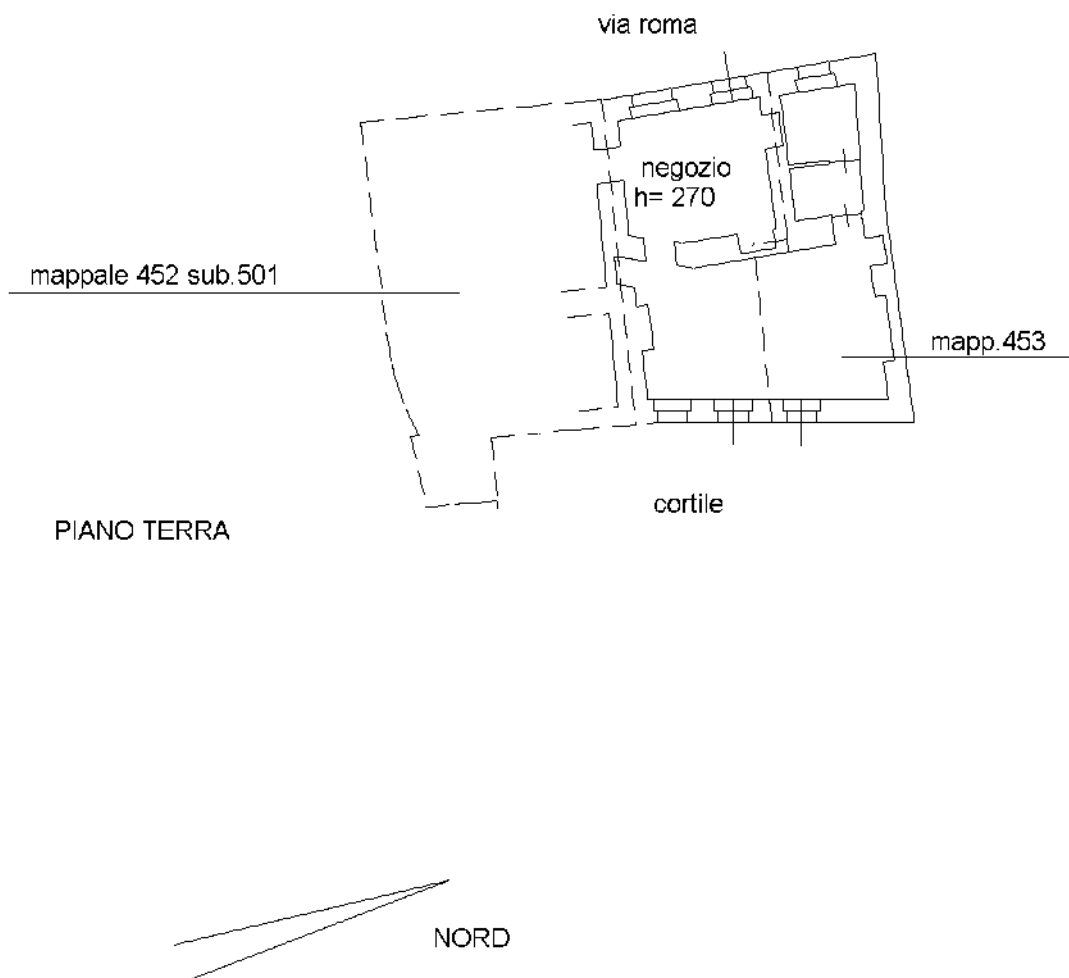 via roma
negozio
h= 270
mappale 452 sub.501
mapp.453
cortile
PIANO TERRA
NORD